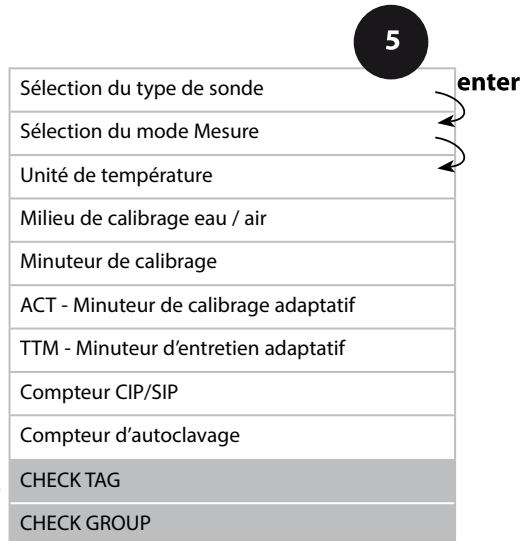 5
Sélection du type de sonde
enter
Sélection du mode Mesure
Unité de température
Milieu de calibrage eau / air
Minuteur de calibrage
ACT - Minuteur de calibrage adaptatif
TTM - Minuteur d’entretien adaptatif
Compteur CIP/SIP
Compteur d’autoclavage
CHECK TAG
CHECK GROUP